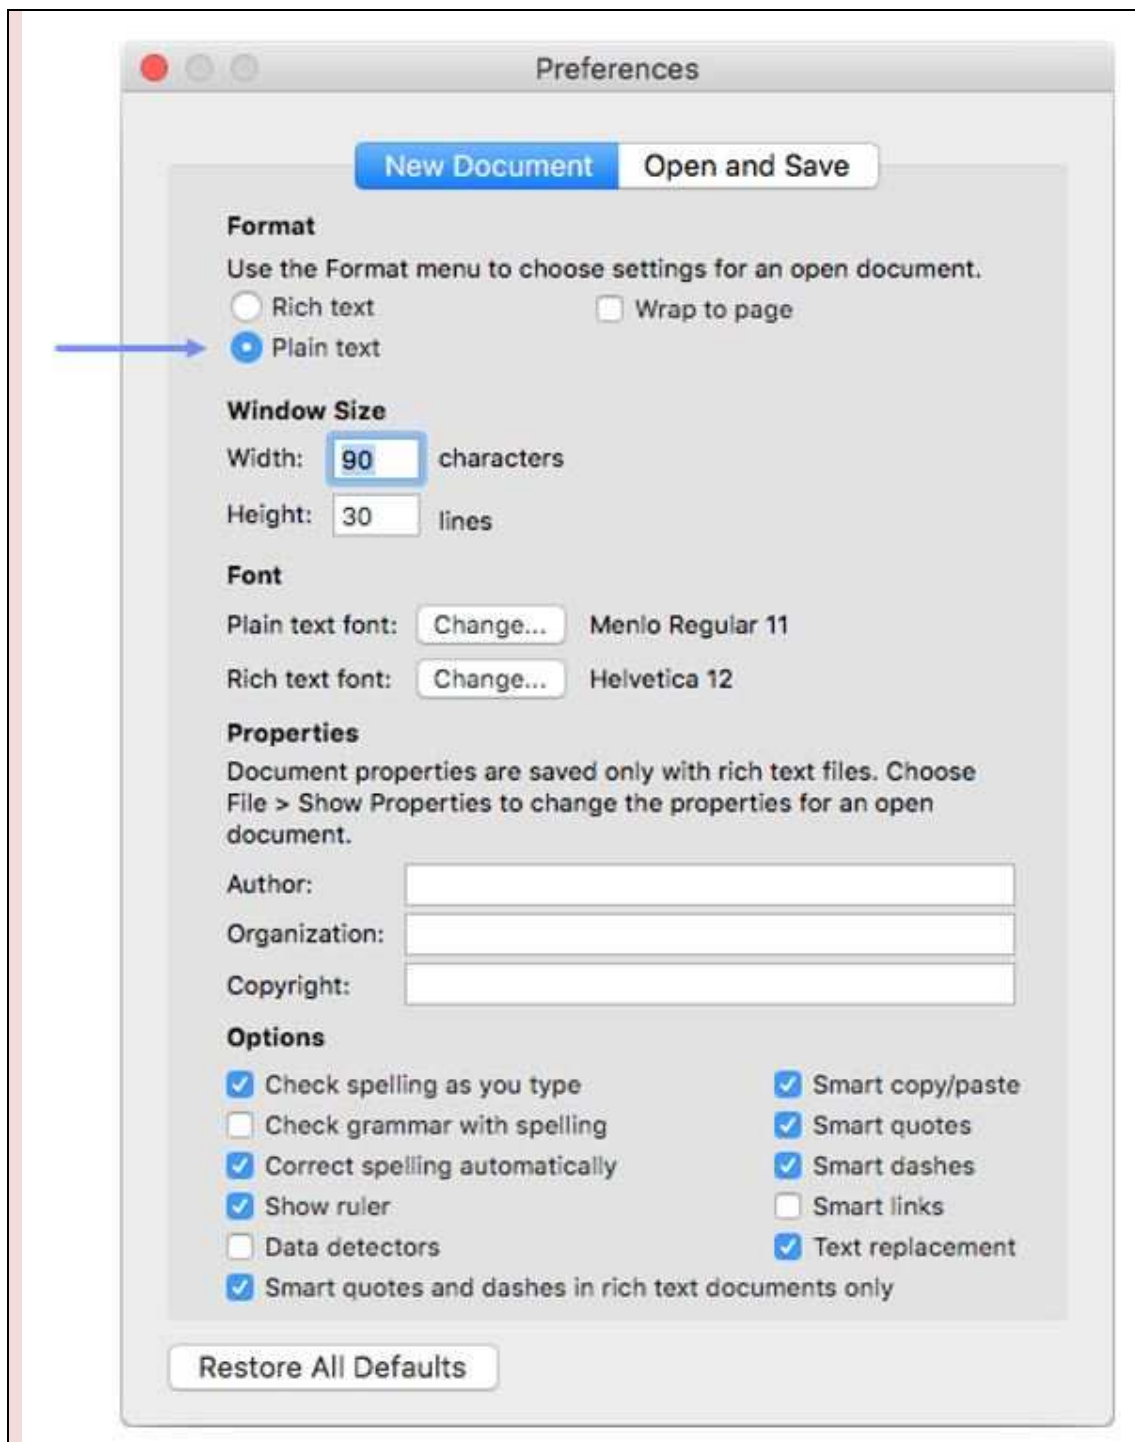 Preferences
New Document Open and Save
Format
Use the Format menu to choose settings for an open document.
Rich text Wrap to page
Plain text
Window Size
Width: 90 characters
Height: 30 lines
Font
Plain text font: Change... Menlo Regular 11
Rich text font: Change... Helvetica 12
Properties
Document properties are saved only with rich text files. Choose
File > Show Properties to change the properties for an open
document.
Author:
Organization:
Copyright:
Options
Check spelling as you type Smart copy/paste
Check grammar with spelling Smart quotes
Correct spelling automatically Smart dashes
Show ruler Smart links
Data detectors Text replacement
Smart quotes and dashes in rich text documents only
Restore All Defaults